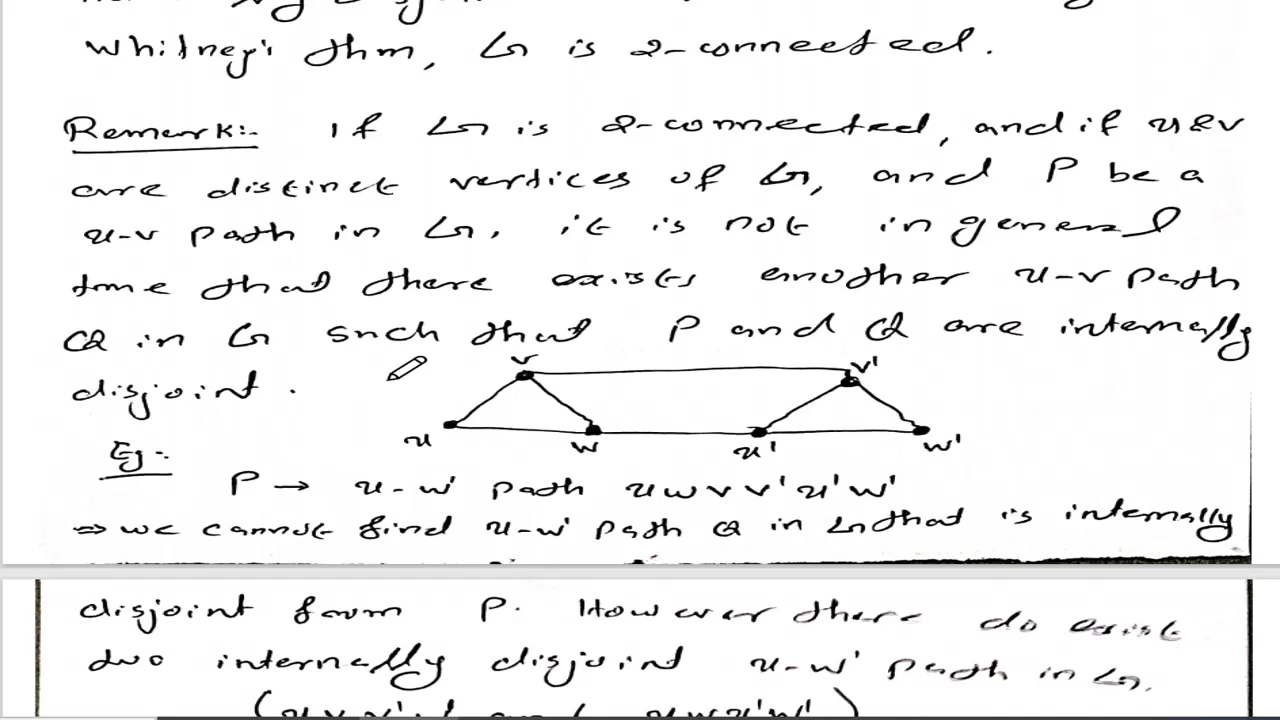 Whitney's thm, G is 2-connected.
Remark:- If G is 2-connected, and if u & v
are distinct vertices of G, and P be a
u-v path in G, it is not in general
true that there exists another u-v path
Q in G such that P and Q are internally
disjoint.
v v'
u w u' w'
Eg:-
P → u-w' path u w v v' u' w'
⇒ we cannot find u-w' path Q in G that is internally
disjoint from P. However there do exist
two internally disjoint u-w' path in G.